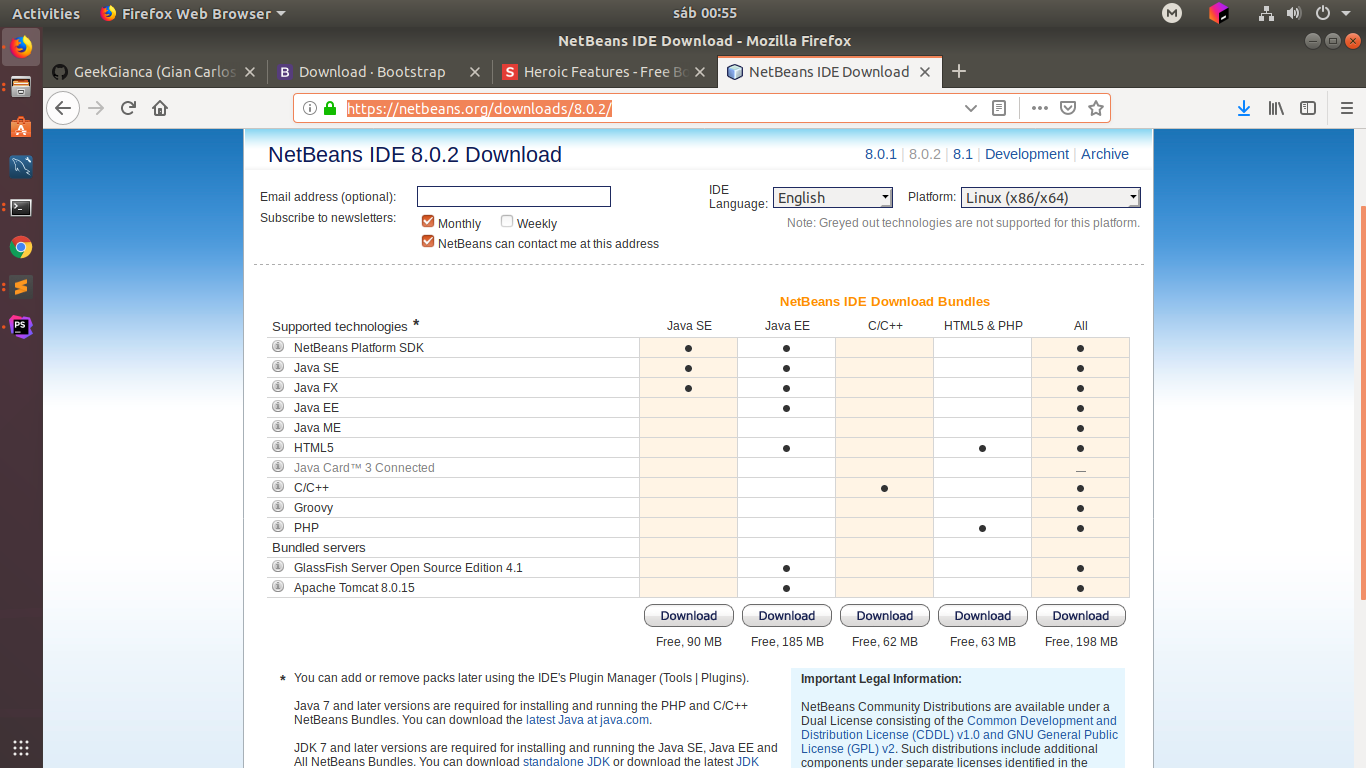 Activities
Firefox Web Browser
sáb 00:55
NetBeans IDE Download - Mozilla Firefox
GeekGianca (Gian Carlos
Download · Bootstrap
Heroic Features - Free Bo
NetBeans IDE Download
https://netbeans.org/downloads/8.0.2/
NetBeans IDE 8.0.2 Download
8.0.1 | 8.0.2 | 8.1 | Development | Archive
Email address (optional):
IDE Language: English
Platform: Linux (x86/x64)
Subscribe to newsletters:
Monthly Weekly
Note: Greyed out technologies are not supported for this platform.
NetBeans can contact me at this address
NetBeans IDE Download Bundles
Supported technologies * Java SE Java EE C/C++ HTML5 & PHP All
NetBeans Platform SDK ● ● ●
Java SE ● ● ●
Java FX ● ● ●
Java EE ● ●
Java ME ●
HTML5 ● ● ●
Java Card™ 3 Connected —
C/C++ ● ●
Groovy ●
PHP ● ●
Bundled servers
GlassFish Server Open Source Edition 4.1 ● ●
Apache Tomcat 8.0.15 ● ●
Download Download Download Download Download
Free, 90 MB Free, 185 MB Free, 62 MB Free, 63 MB Free, 198 MB
* You can add or remove packs later using the IDE's Plugin Manager (Tools | Plugins).
Java 7 and later versions are required for installing and running the PHP and C/C++
NetBeans Bundles. You can download the latest Java at java.com.
JDK 7 and later versions are required for installing and running the Java SE, Java EE and
All NetBeans Bundles. You can download standalone JDK or download the latest JDK
Important Legal Information:
NetBeans Community Distributions are available under a
Dual License consisting of the Common Development and
Distribution License (CDDL) v1.0 and GNU General Public
License (GPL) v2. Such distributions include additional
components under separate licenses identified in the